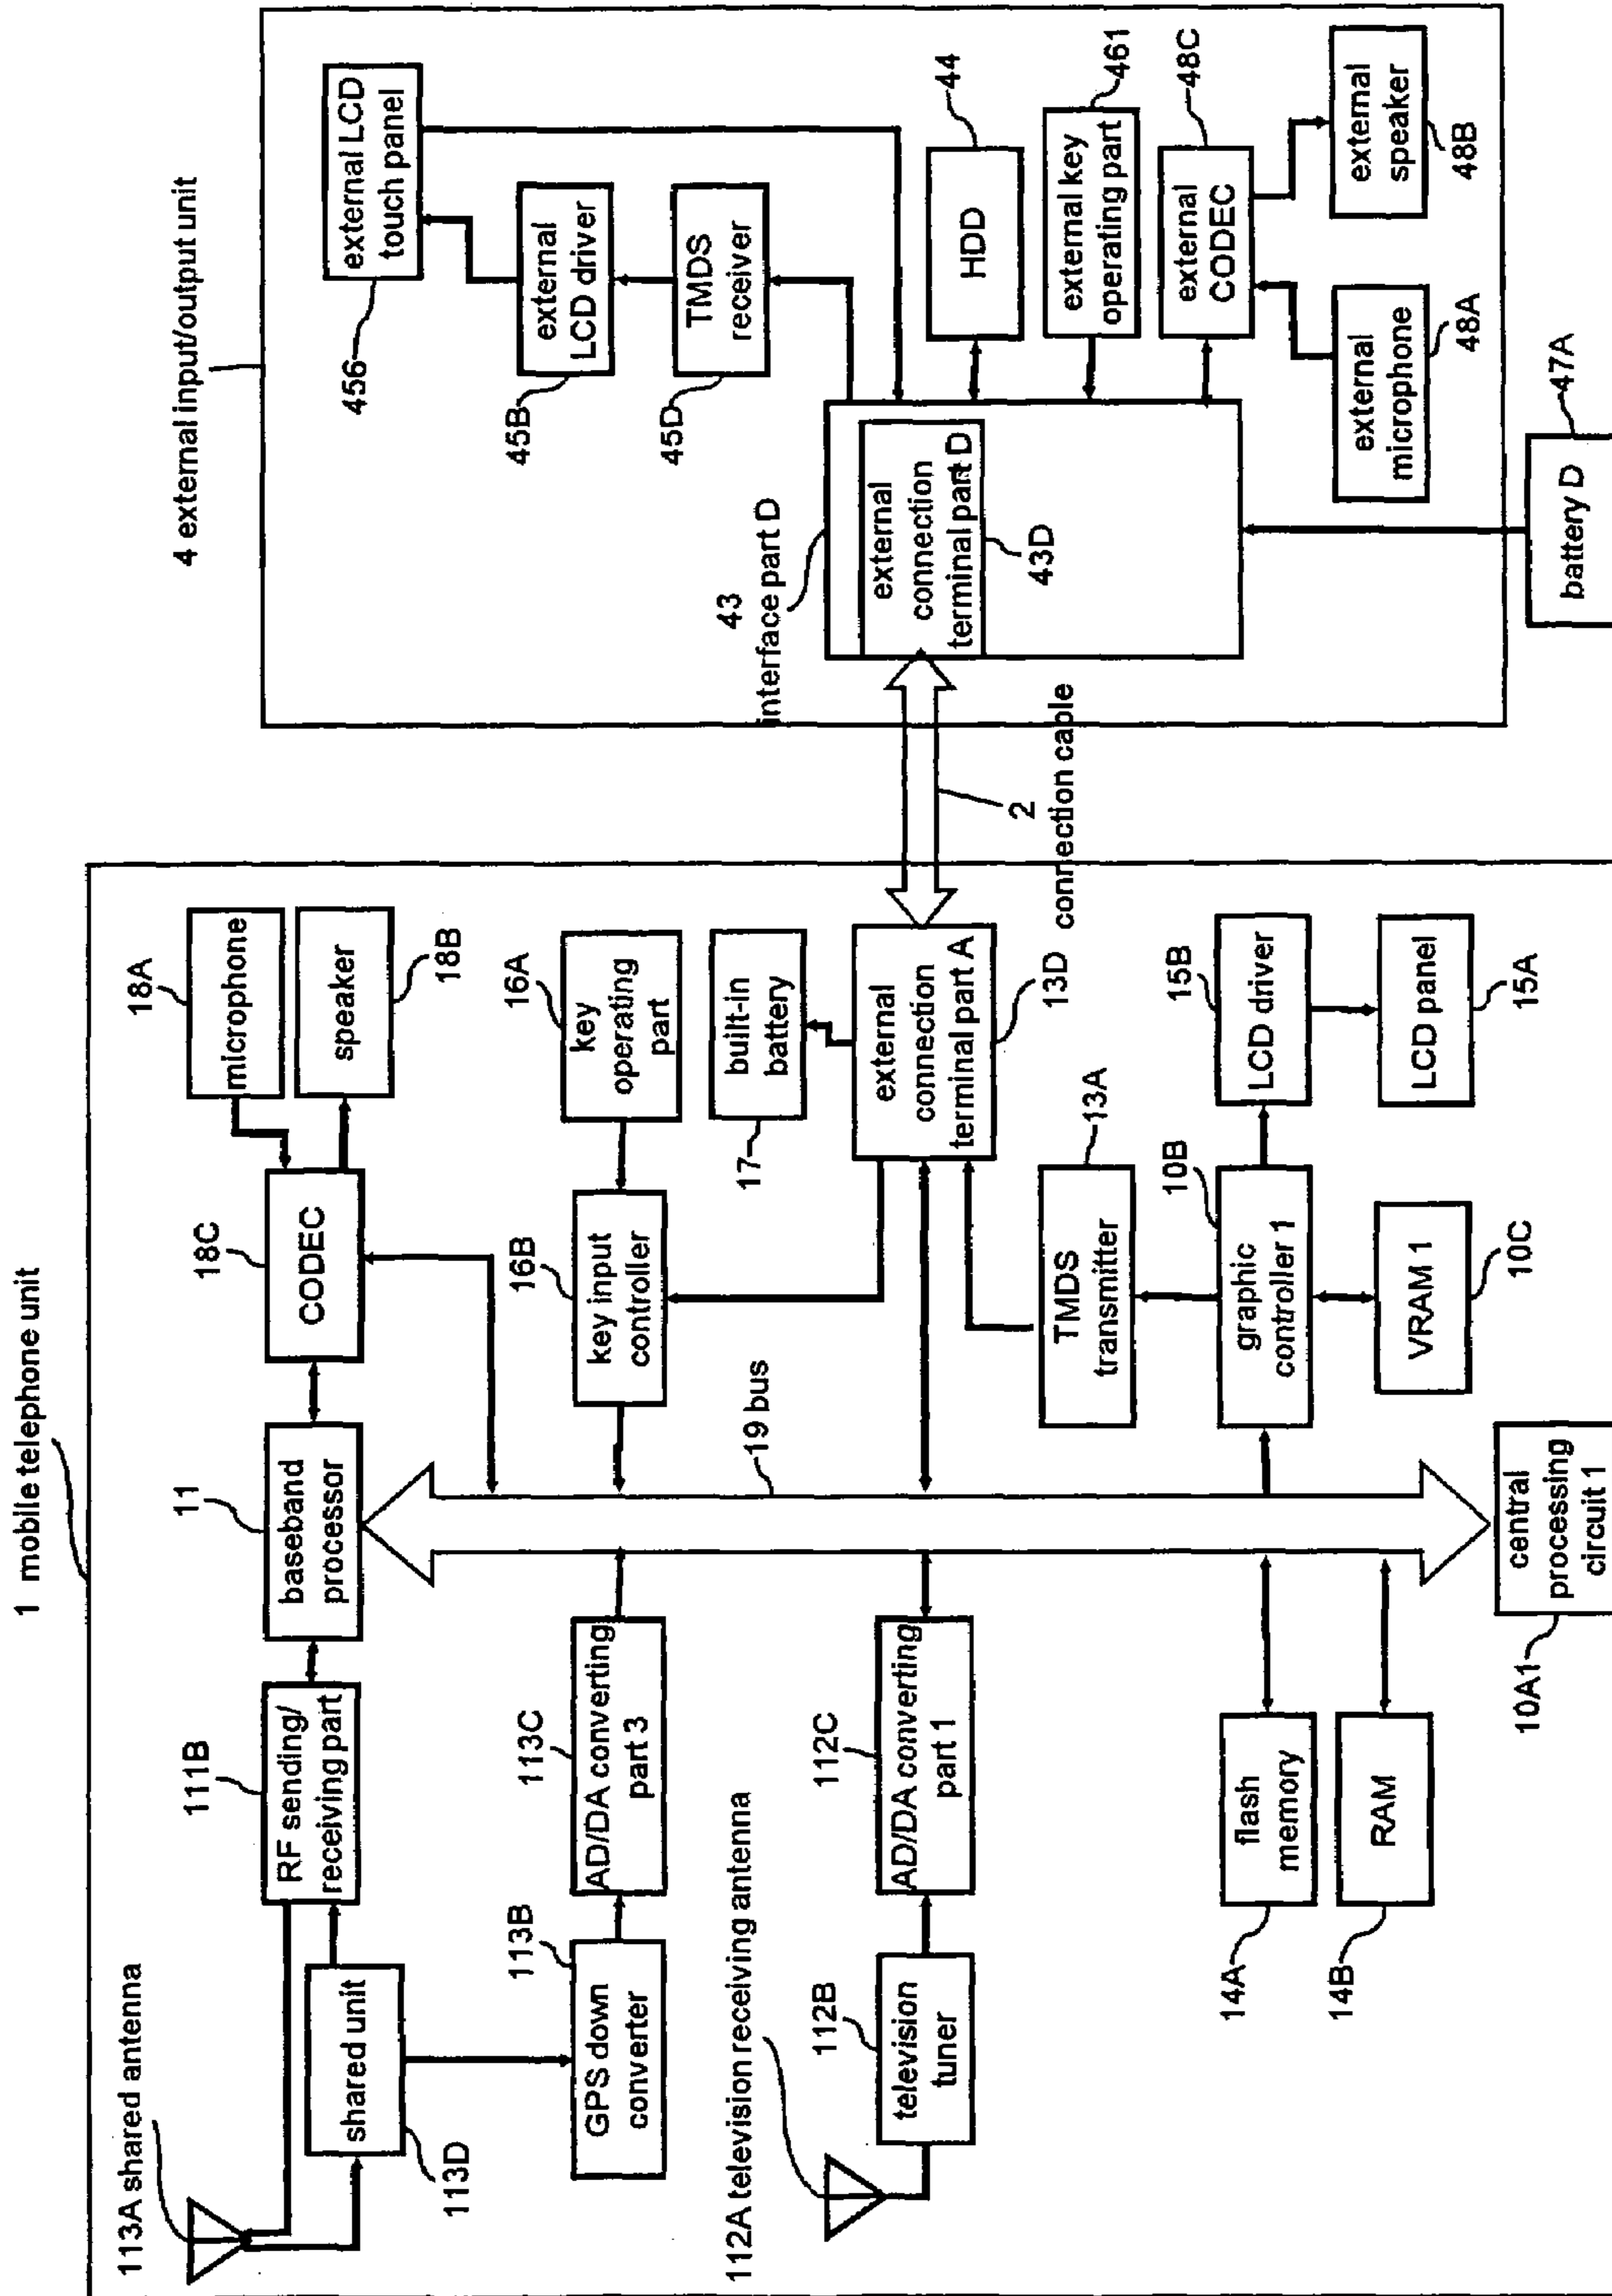 1 mobile telephone unit
113A shared antenna
shared unit
113D
111B
RF sending/
receiving part
11
baseband
processor
18C
CODEC
18A
microphone
speaker
18B
113B
GPS down
converter
113C
AD/DA converting
part 3
16B
key input
controller
16A
key
operating
part
17
built-in
battery
112A television receiving antenna
112B
television
tuner
112C
AD/DA converting
part 1
19 bus
external
connection
terminal part A
13D
TMDS
transmitter
13A
14A
flash
memory
14B
RAM
10B
graphic
controller 1
VRAM 1
10C
15B
LCD driver
LCD panel
15A
10A1
central
processing
circuit 1
2
connection cable
4 external input/output unit
456
external LCD
touch panel
45B
external
LCD driver
45D
TMDS
receiver
43
interface part D
external
connection
terminal part D
43D
44
HDD
461
external key
operating part
48C
external
CODEC
external
microphone
48A
external
speaker
48B
47A
battery D